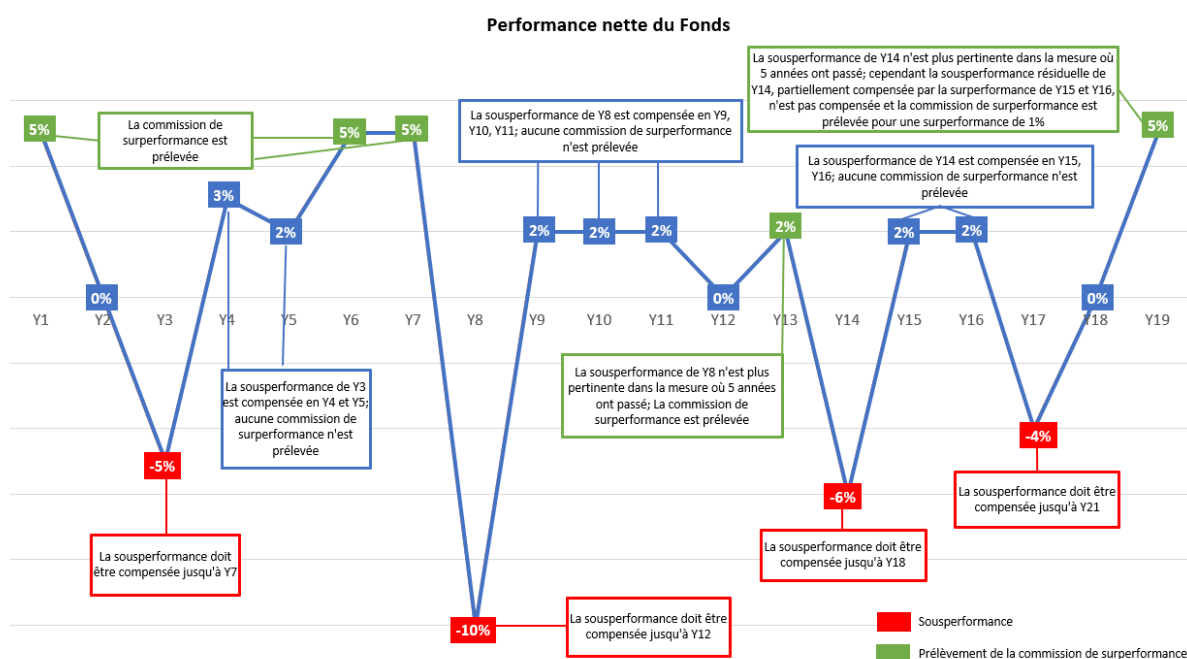 Performance nette du Fonds
La sousperformance de Y14 n'est plus pertinente dans la mesure où
5 années ont passé; cependant la sousperformance résiduelle de
Y14, partiellement compensée par la surperformance de Y15 et Y16,
n'est pas compensée et la commission de surperformance est
prélevée pour une surperformance de 1%
La commission de
surperformance est
prélevée
La sousperformance de Y8 est compensée en Y9,
Y10, Y11; aucune commission de surperformance
n'est prélevée
La sousperformance de Y14 est compensée en Y15,
Y16; aucune commission de surperformance n'est
prélevée
5%
0%
-5%
3%
2%
5%
5%
-10%
2%
2%
2%
0%
2%
-6%
2%
2%
-4%
0%
5%
Y1 Y2 Y3 Y4 Y5 Y6 Y7 Y8 Y9 Y10 Y11 Y12 Y13 Y14 Y15 Y16 Y17 Y18 Y19
La sousperformance de Y3
est compensée en Y4 et Y5;
aucune commission de
surperformance n'est
prélevée
La sousperformance de Y8 n'est plus
pertinente dans la mesure où 5 années
ont passé; La commission de
surperformance est prélevée
La sousperformance doit
être compensée jusqu'à Y7
La sousperformance doit être
compensée jusqu'à Y12
La sousperformance doit être
compensée jusqu'à Y18
La sousperformance doit être
compensée jusqu'à Y21
Sousperformance
Prélèvement de la commission de surperformance